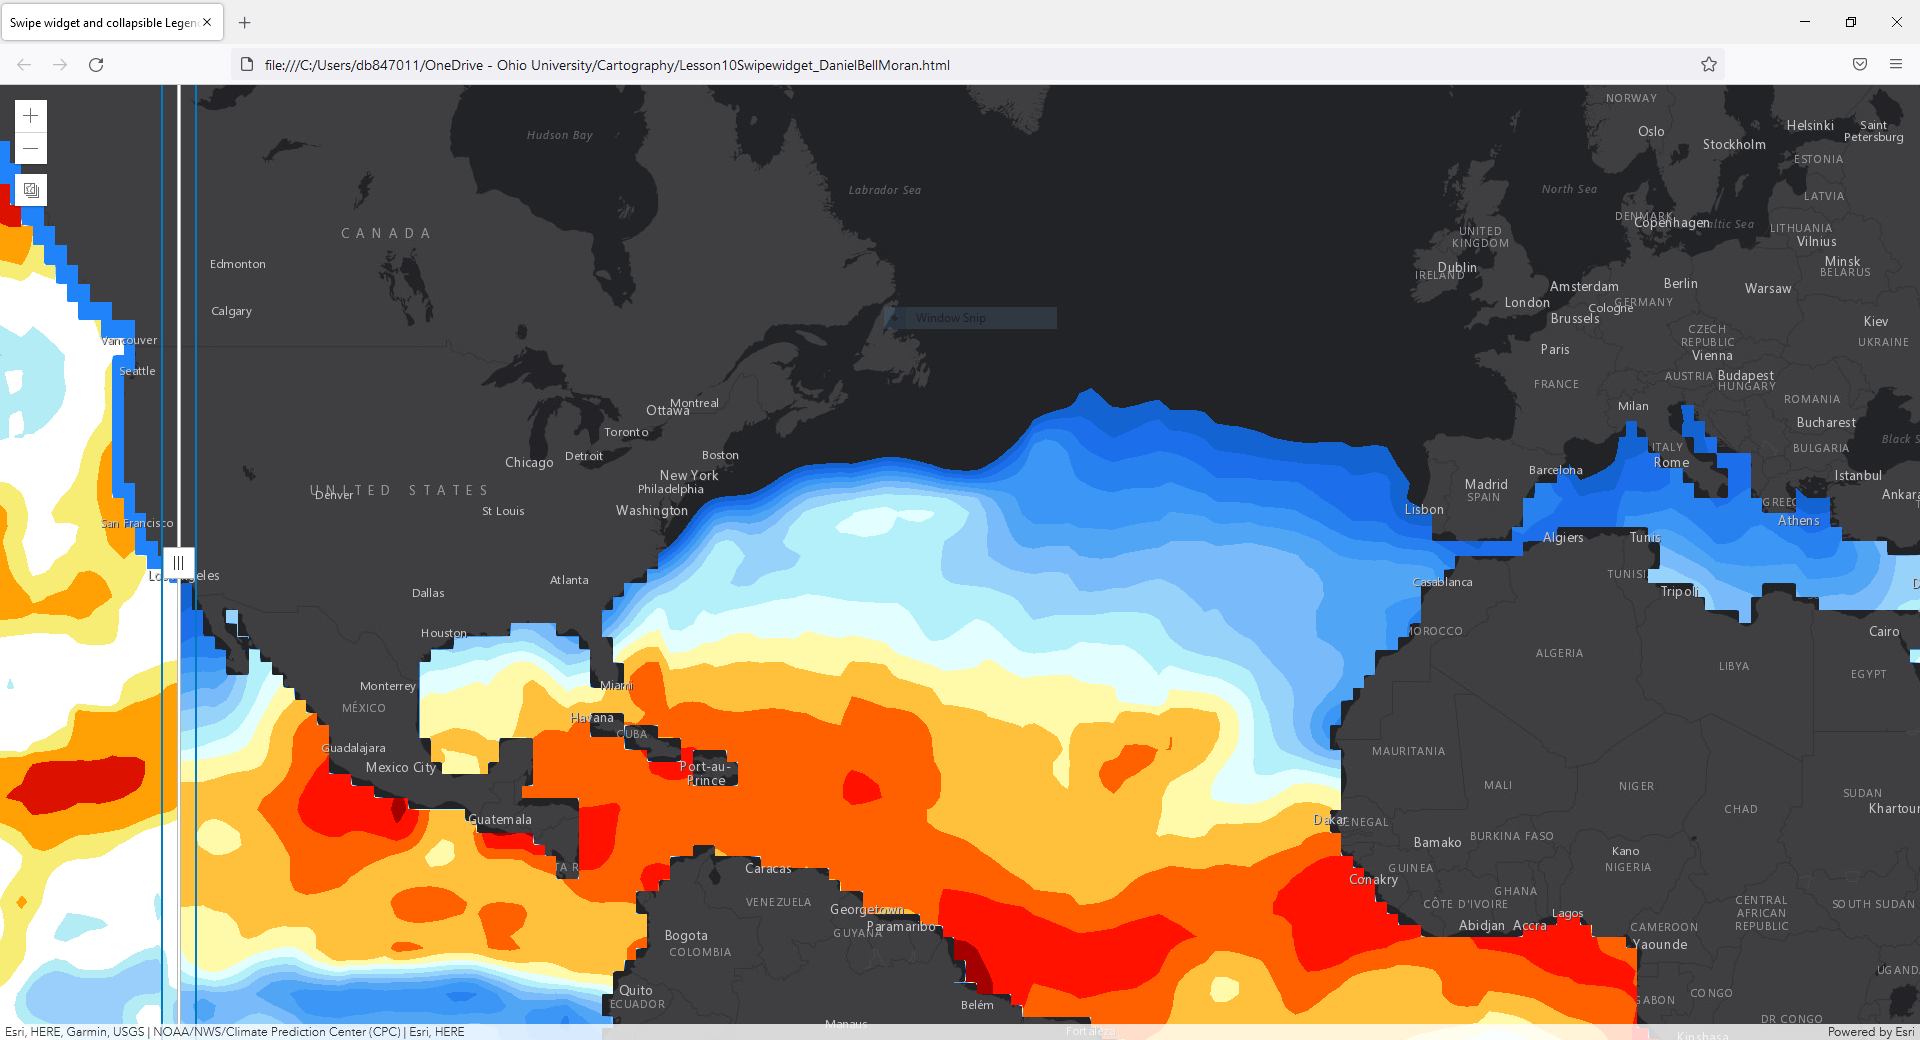 Swipe widget and collapsible Legen
file:///C:/Users/db847011/OneDrive - Ohio University/Cartography/Lesson10Swipewidget_DanielBellMoran.html
NORWAY
Oslo
Helsinki
Saint
Petersburg
Hudson Bay
Stockholm
ESTONIA
Labrador Sea
North Sea
LATVIA
DENMARK
Copenhagen
altic Sea
CANADA
UNITED
KINGDOM
LITHUANIA
Vilnius
Edmonton
Dublin
IRELAND
Minsk
BELARUS
Amsterdam
Berlin
Warsaw
Calgary
London
Cologne
GERMANY
Window Snip
Brussels
Kiev
Vancouver
CZECH
REPUBLIC
UKRAINE
Paris
Vienna
Seattle
AUSTRIA
Budapest
HUNGARY
FRANCE
Montreal
Ottawa
Milan
ROMANIA
Bucharest
Toronto
Black S
Detroit
Boston
Chicago
ITALY
Rome
BULGARIA
New York
Barcelona
Istanbul
UNITED STATES
Denver
Philadelphia
Madrid
SPAIN
Ankara
St Louis
Washington
Lisbon
GREEC
Athens
San Francisco
Algiers
Tunis
Los Angeles
Atlanta
Casablanca
TUNISI
Dallas
Tripoli
D
Houston
MOROCCO
Cairo
ALGERIA
LIBYA
EGYPT
Monterrey
Miami
MÉXICO
Havana
CUBA
Guadalajara
MAURITANIA
Mexico City
Port-au-
Prince
MALI
NIGER
SUDAN
CHAD
Khartour
Guatemala
Dakar
SENEGAL
BURKINA FASO
Bamako
Kano
TA R
Caracas
GUINEA
NIGERIA
Conakry
GHANA
VENEZUELA
CÔTE D'IVOIRE
CENTRAL
AFRICAN
REPUBLIC
SOUTH SUDAN
Georgetown
Lagos
GUYANA
Paramaribo
Abidjan
Accra
CAMEROON
Bogota
COLOMBIA
Yaounde
UGAND
Quito
ECUADOR
Belém
GABON
CONGO
DR CONGO
Manaus
Fortaleza
Kinshasa
Esri, HERE, Garmin, USGS | NOAA/NWS/Climate Prediction Center (CPC) | Esri, HERE
Powered by Esri